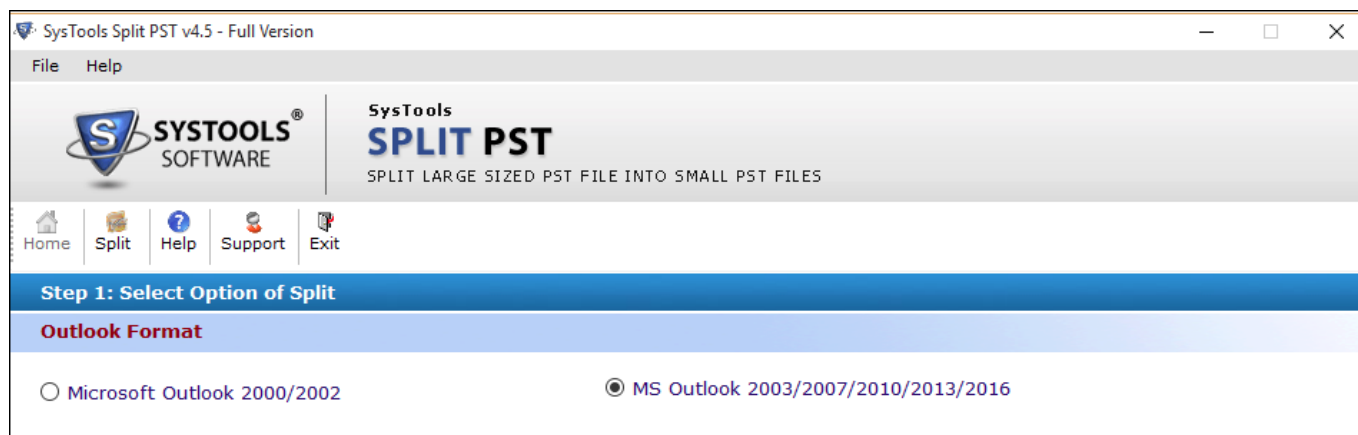 SysTools Split PST v4.5 - Full Version
File Help
S SYSTOOLS®
SOFTWARE
SysTools
SPLIT PST
SPLIT LARGE SIZED PST FILE INTO SMALL PST FILES
Home Split ? Help Support Exit
Step 1: Select Option of Split
Outlook Format
Microsoft Outlook 2000/2002 MS Outlook 2003/2007/2010/2013/2016